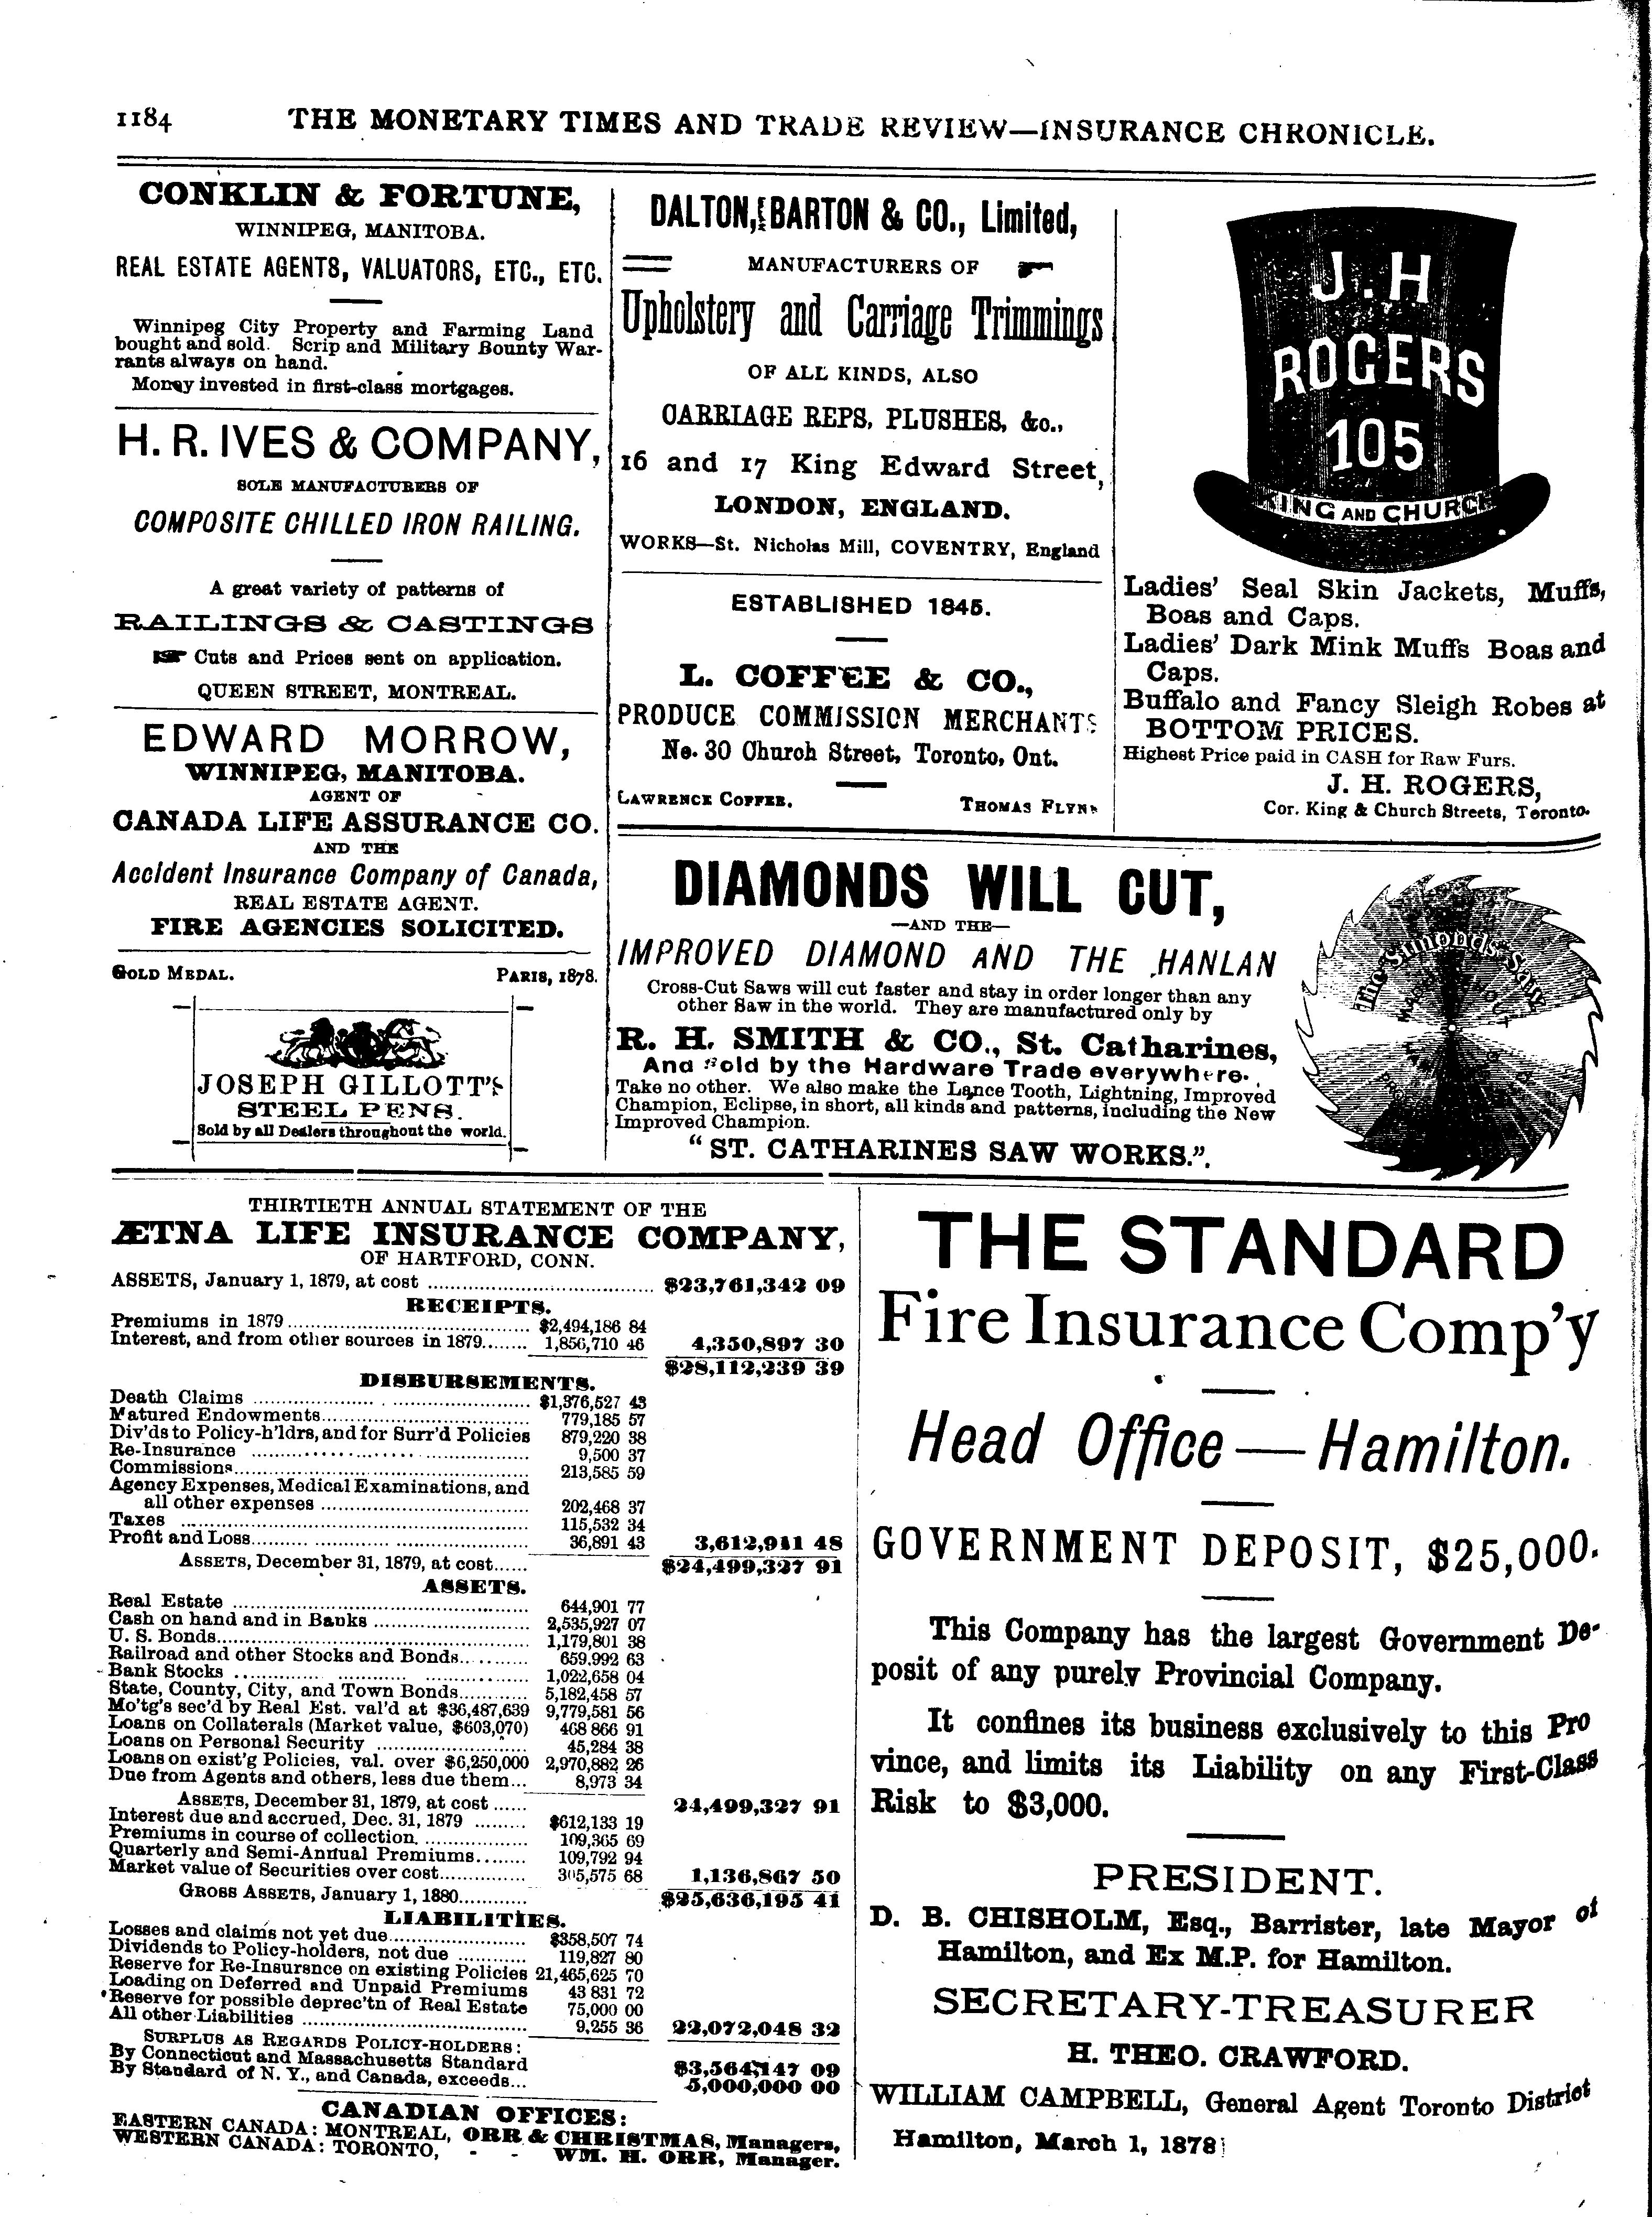 1184 THE MONETARY TIMES AND TRADE REVIEW—INSURANCE CHRONICLE.
CONKLIN & FORTUNE,
WINNIPEG, MANITOBA.
REAL ESTATE AGENTS, VALUATORS, ETC., ETC.
Winnipeg City Property and Farming Land
bought and sold. Scrip and Military Bounty War-
rants always on hand.
Money invested in first-class mortgages.
H. R. IVES & COMPANY,
SOLE MANUFACTURERS OF
COMPOSITE CHILLED IRON RAILING.
A great variety of patterns of
RAILINGS & CASTINGS
☞ Cuts and Prices sent on application.
QUEEN STREET, MONTREAL.
EDWARD MORROW,
WINNIPEG, MANITOBA.
AGENT OF
CANADA LIFE ASSURANCE CO.
AND THE
Accident Insurance Company of Canada,
REAL ESTATE AGENT.
FIRE AGENCIES SOLICITED.
GOLD MEDAL. PARIS, 1878.
JOSEPH GILLOTT'S
STEEL PENS.
Sold by all Dealers throughout the world.
DALTON, BARTON & CO., Limited,
MANUFACTURERS OF
Upholstery and Carriage Trimmings
OF ALL KINDS, ALSO
CARRIAGE REPS, PLUSHES, &c.,
16 and 17 King Edward Street,
LONDON, ENGLAND.
WORKS—St. Nicholas Mill, COVENTRY, England
ESTABLISHED 1845.
L. COFFEE & CO.,
PRODUCE COMMISSION MERCHANTS
No. 30 Church Street, Toronto, Ont.
LAWRENCE COFFEE. THOMAS FLYNN
J. H
ROGERS
105
KING AND CHURCH
Ladies' Seal Skin Jackets, Muffs,
Boas and Caps.
Ladies' Dark Mink Muffs Boas and
Caps.
Buffalo and Fancy Sleigh Robes at
BOTTOM PRICES.
Highest Price paid in CASH for Raw Furs.
J. H. ROGERS,
Cor. King & Church Streets, Toronto.
DIAMONDS WILL CUT,
—AND THE—
IMPROVED DIAMOND AND THE HANLAN
Cross-Cut Saws will cut faster and stay in order longer than any
other Saw in the world. They are manufactured only by
R. H. SMITH & CO., St. Catharines,
And Sold by the Hardware Trade everywhere.
Take no other. We also make the Lance Tooth, Lightning, Improved
Champion, Eclipse, in short, all kinds and patterns, including the New
Improved Champion.
"ST. CATHARINES SAW WORKS.".
The Simonds Saw
THIRTIETH ANNUAL STATEMENT OF THE
ÆTNA LIFE INSURANCE COMPANY,
OF HARTFORD, CONN.
ASSETS, January 1, 1879, at cost ........ $23,761,342 09
RECEIPTS.
Premiums in 1879 ........ $2,494,186 84
Interest, and from other sources in 1879........ 1,856,710 46 4,350,897 30
$28,112,239 39
DISBURSEMENTS.
Death Claims ........ $1,376,527 43
Matured Endowments........ 779,185 57
Div'ds to Policy-h'ldrs, and for Surr'd Policies 879,220 38
Re-Insurance ........ 9,500 37
Commissions........ 213,585 59
Agency Expenses, Medical Examinations, and
all other expenses ........ 202,468 37
Taxes ........ 115,532 34
Profit and Loss........ 36,891 43 3,612,911 48
ASSETS, December 31, 1879, at cost...... $24,499,327 91
ASSETS.
Real Estate ........ 644,901 77
Cash on hand and in Banks ........ 2,535,927 07
U. S. Bonds........ 1,179,801 38
Railroad and other Stocks and Bonds........ 659,992 63
Bank Stocks ........ 1,022,658 04
State, County, City, and Town Bonds........ 5,182,458 57
Mo'tg's sec'd by Real Est. val'd at $36,487,639 9,779,581 56
Loans on Collaterals (Market value, $603,070) 468 866 91
Loans on Personal Security ........ 45,284 38
Loans on exist'g Policies, val. over $6,250,000 2,970,882 26
Due from Agents and others, less due them... 8,973 34
ASSETS, December 31, 1879, at cost ...... 24,499,327 91
Interest due and accrued, Dec. 31, 1879 ........ $612,133 19
Premiums in course of collection. ........ 109,365 69
Quarterly and Semi-Annual Premiums........ 109,792 94
Market value of Securities over cost........ 305,575 68 1,136,867 50
GROSS ASSETS, January 1, 1880........ $25,636,195 41
LIABILITIES.
Losses and claims not yet due........ $358,507 74
Dividends to Policy-holders, not due ........ 119,827 80
Reserve for Re-Insurance on existing Policies 21,465,625 70
Loading on Deferred and Unpaid Premiums 43 831 72
Reserve for possible deprec'tn of Real Estate 75,000 00
All other Liabilities ........ 9,255 36 22,072,048 32
SURPLUS AS REGARDS POLICY-HOLDERS:
By Connecticut and Massachusetts Standard $3,564,147 09
By Standard of N. Y., and Canada, exceeds... 5,000,000 00
CANADIAN OFFICES:
EASTERN CANADA: MONTREAL, ORR & CHRISTMAS, Managers,
WESTERN CANADA: TORONTO, - - WM. H. ORR, Manager.
THE STANDARD
Fire Insurance Comp'y
Head Office—Hamilton.
GOVERNMENT DEPOSIT, $25,000.
This Company has the largest Government De-
posit of any purely Provincial Company.
It confines its business exclusively to this Pro
vince, and limits its Liability on any First-Class
Risk to $3,000.
PRESIDENT.
D. B. CHISHOLM, Esq., Barrister, late Mayor of
Hamilton, and Ex M.P. for Hamilton.
SECRETARY-TREASURER
H. THEO. CRAWFORD.
WILLIAM CAMPBELL, General Agent Toronto District
Hamilton, March 1, 1878